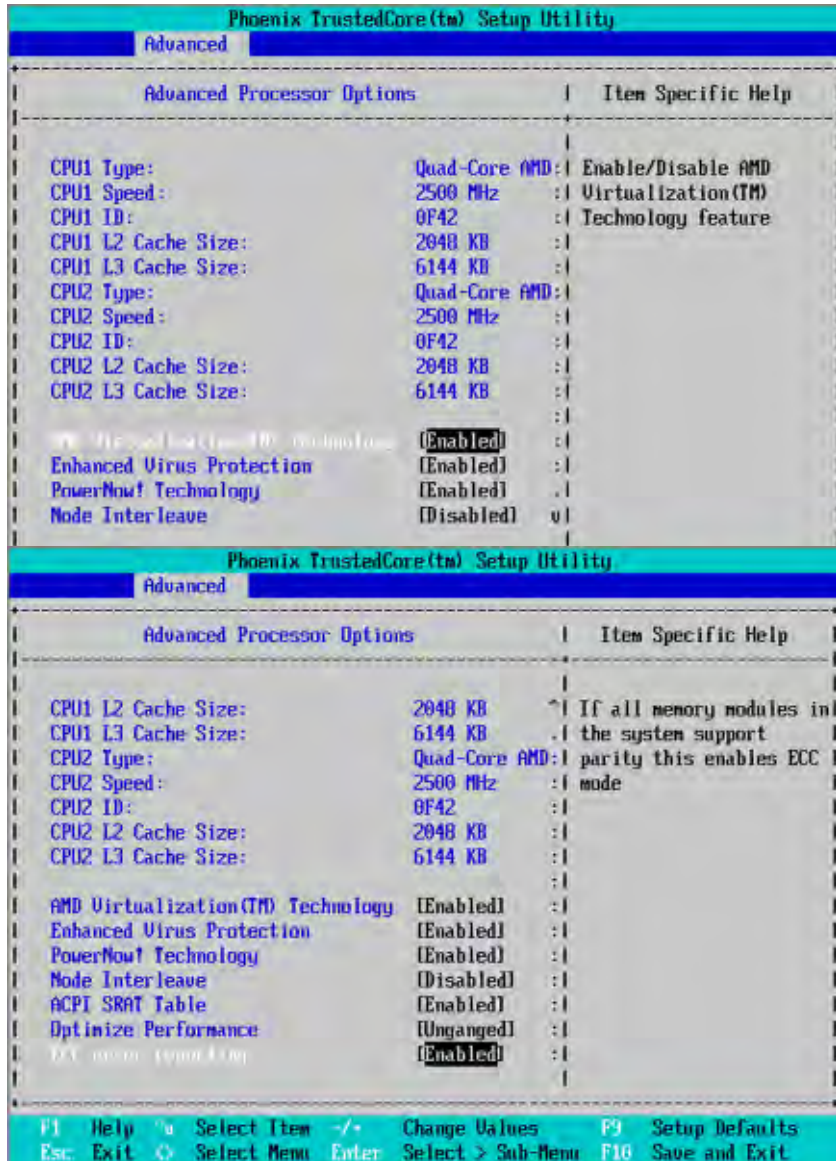 Phoenix TrustedCore(tm) Setup Utility
Advanced
Advanced Processor Options Item Specific Help
CPU1 Type: Quad-Core AMD Enable/Disable AMD
CPU1 Speed: 2500 MHz Virtualization(TM)
CPU1 ID: 0F42 Technology feature
CPU1 L2 Cache Size: 2048 KB
CPU1 L3 Cache Size: 6144 KB
CPU2 Type: Quad-Core AMD
CPU2 Speed: 2500 MHz
CPU2 ID: 0F42
CPU2 L2 Cache Size: 2048 KB
CPU2 L3 Cache Size: 6144 KB
AMD Virtualization(TM) Technology [Enabled]
Enhanced Virus Protection [Enabled]
PowerNow! Technology [Enabled]
Node Interleave [Disabled]
Phoenix TrustedCore(tm) Setup Utility
Advanced
Advanced Processor Options Item Specific Help
CPU1 L2 Cache Size: 2048 KB If all memory modules in
CPU1 L3 Cache Size: 6144 KB the system support
CPU2 Type: Quad-Core AMD parity this enables ECC
CPU2 Speed: 2500 MHz mode
CPU2 ID: 0F42
CPU2 L2 Cache Size: 2048 KB
CPU2 L3 Cache Size: 6144 KB
AMD Virtualization(TM) Technology [Enabled]
Enhanced Virus Protection [Enabled]
PowerNow! Technology [Enabled]
Node Interleave [Disabled]
ACPI SRAT Table [Enabled]
Optimize Performance [Unganged]
[Enabled]
F1 Help Select Item -/+ Change Values F9 Setup Defaults
Esc Exit <> Select Menu Enter Select > Sub-Menu F10 Save and Exit